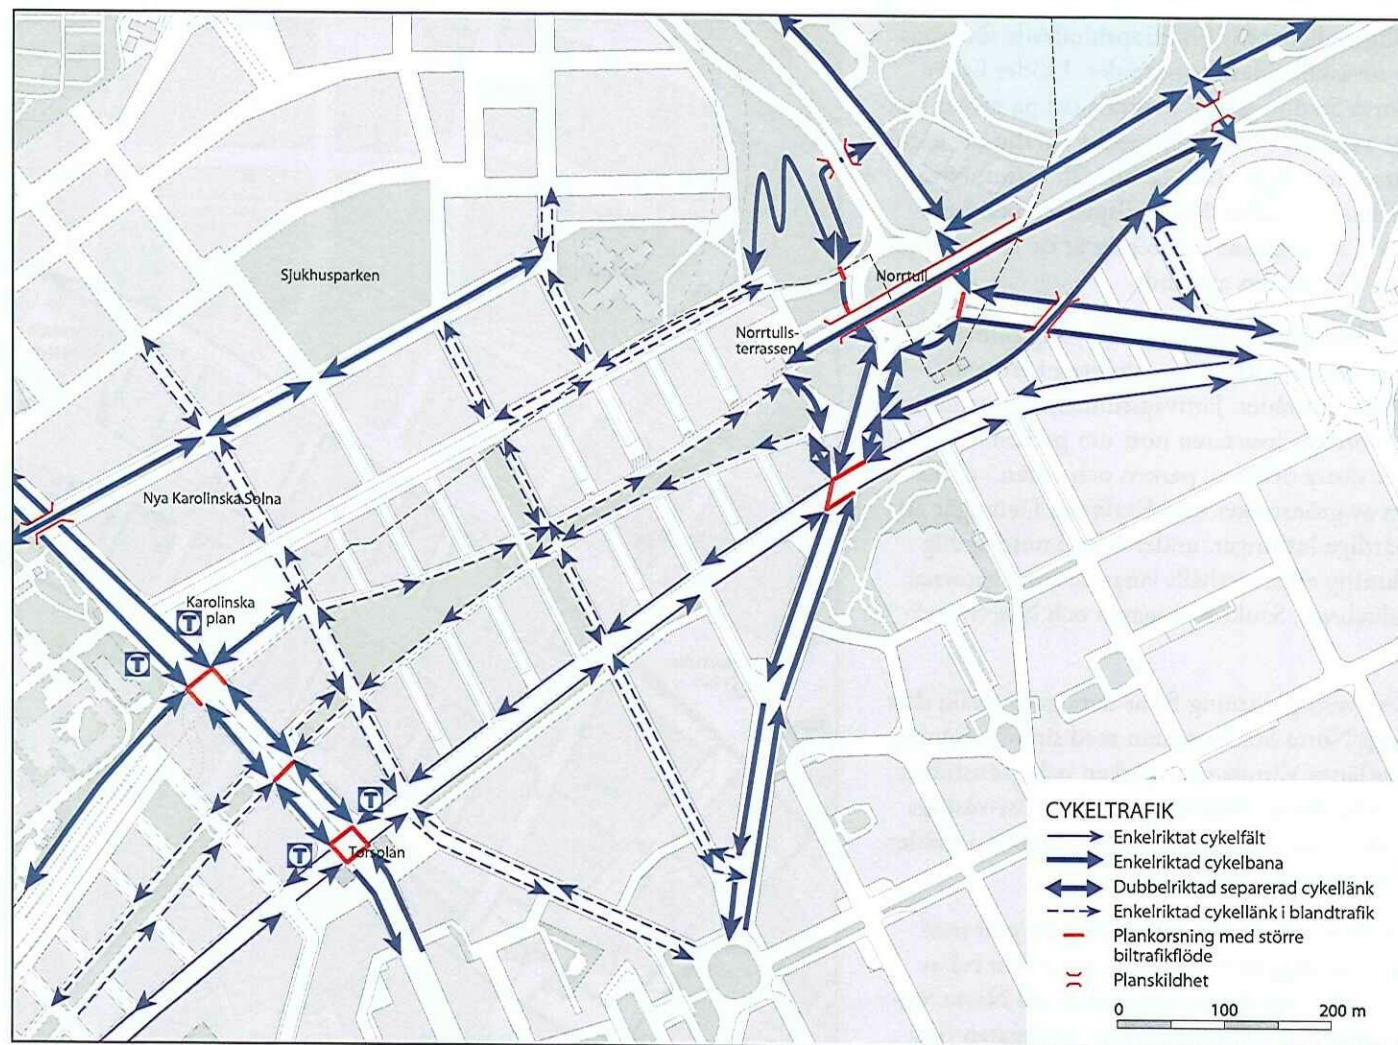 Sjukhusparken
Norrtull
Norrtulls-
terrassen
Nya Karolinska Solna
Karolinska
plan
T
T
T
Torsplan
T
CYKELTRAFIK
Enkelriktat cykelfält
Enkelriktad cykelbana
Dubbelriktad separerad cykellänk
Enkelriktad cykellänk i blandtrafik
Plankorsning med större
biltrafikflöde
Planskildhet
0 100 200 m